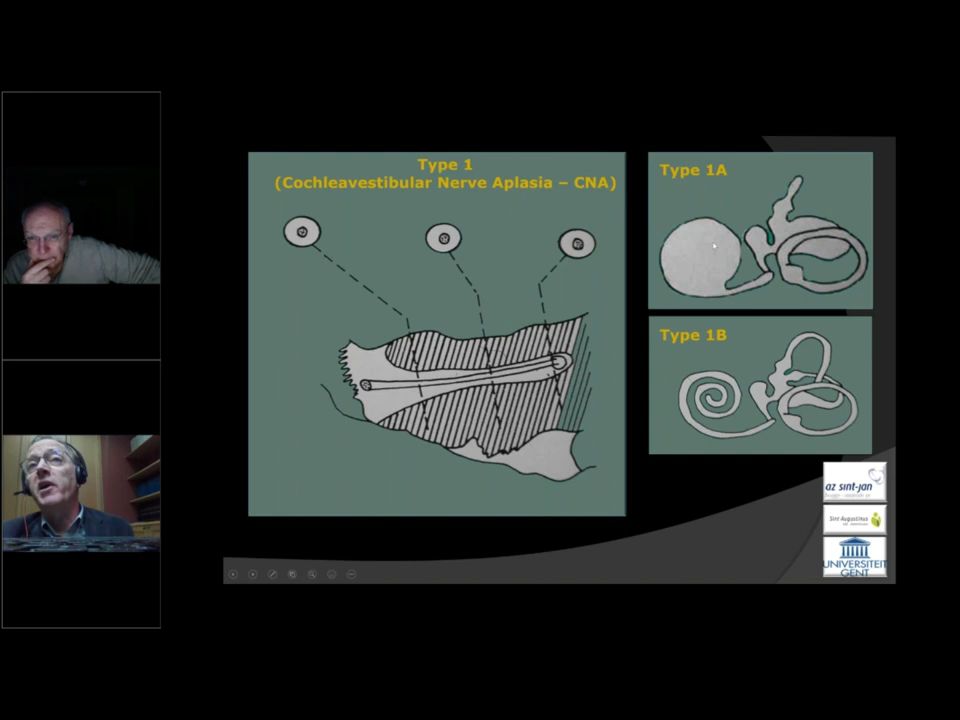 Type 1
(Cochleavestibular Nerve Aplasia – CNA)
Type 1A
Type 1B
az sint-jan
Sint Augustinus
UNIVERSITEIT
GENT